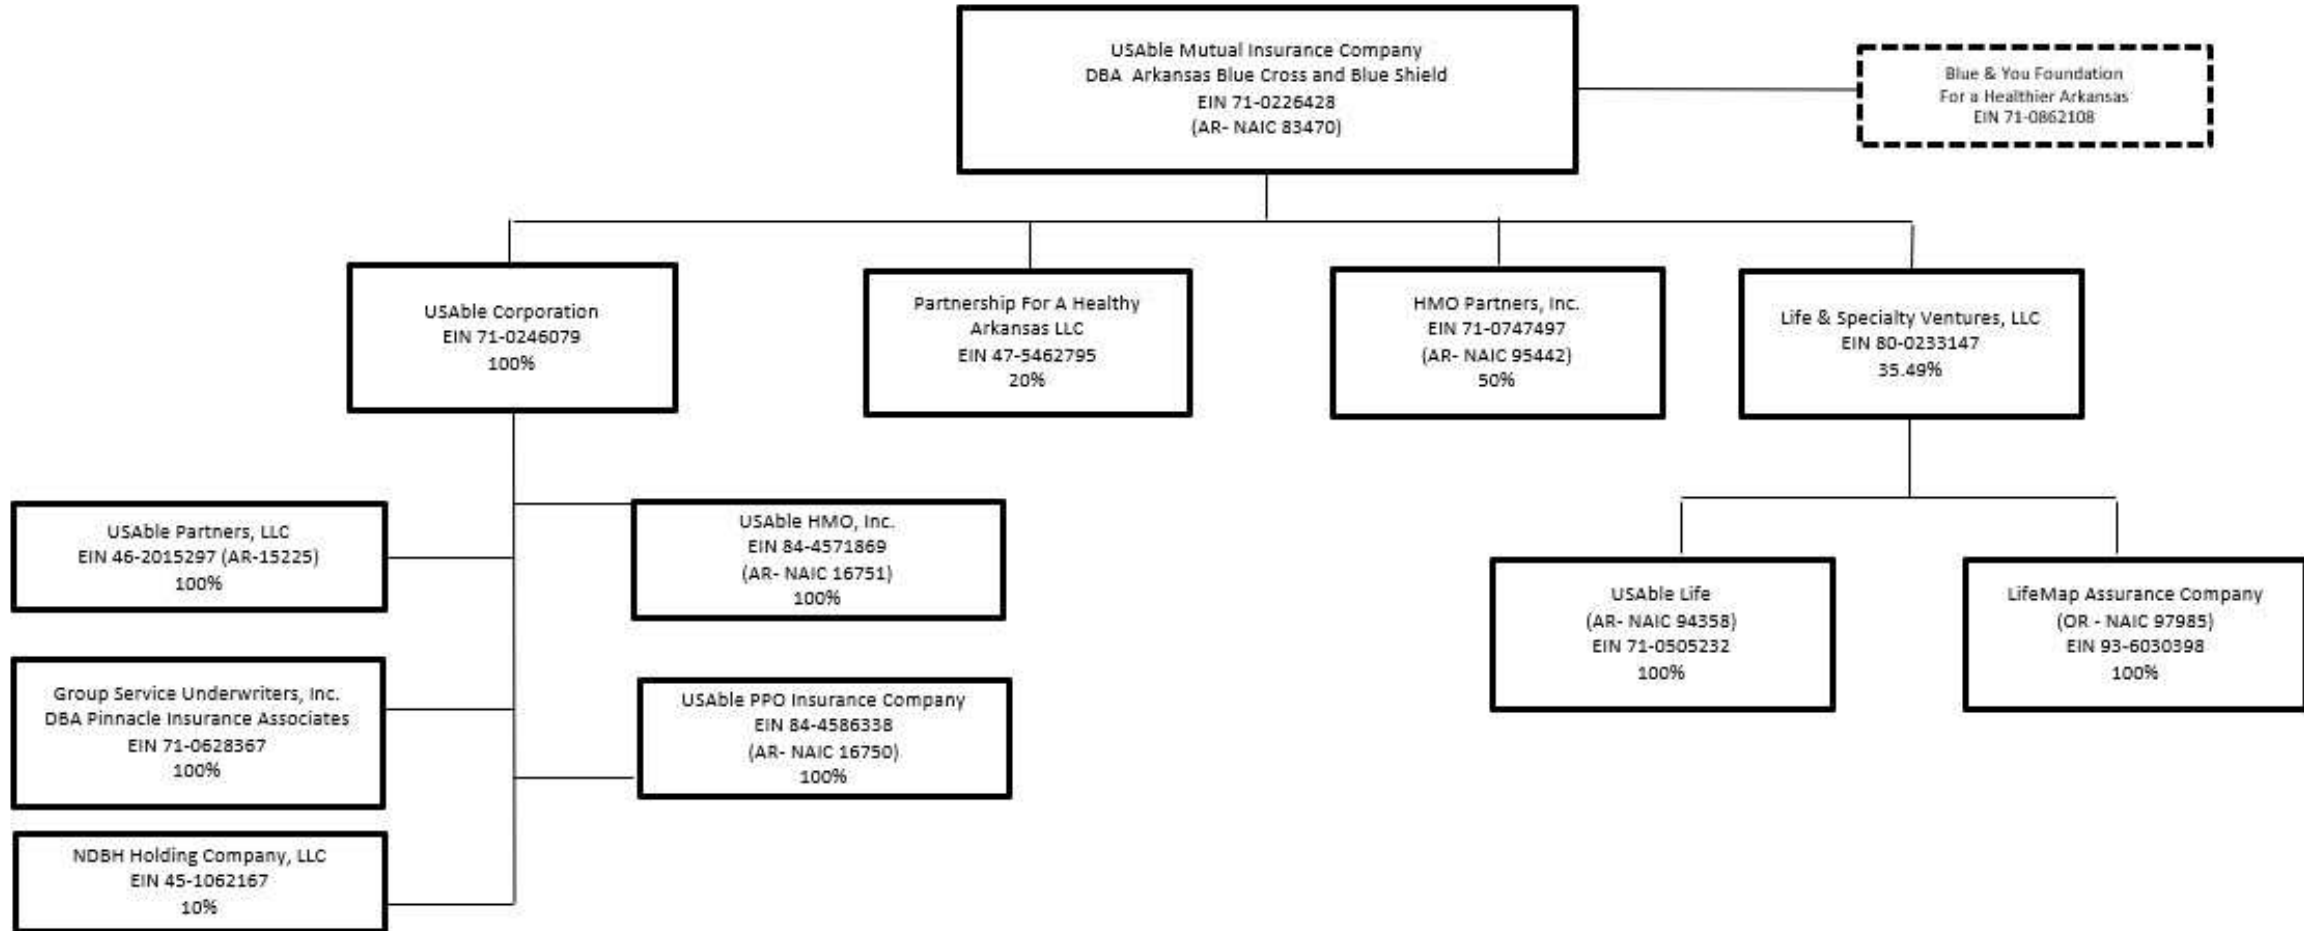 USAble Mutual Insurance Company
DBA Arkansas Blue Cross and Blue Shield
EIN 71-0226428
(AR- NAIC 83470)
Blue & You Foundation
For a Healthier Arkansas
EIN 71-0862108
USAble Corporation
EIN 71-0246079
100%
Partnership For A Healthy
Arkansas LLC
EIN 47-5462795
20%
HMO Partners, Inc.
EIN 71-0747497
(AR- NAIC 95442)
50%
Life & Specialty Ventures, LLC
EIN 80-0233147
35.49%
USAble Partners, LLC
EIN 46-2015297 (AR-15225)
100%
USAble HMO, Inc.
EIN 84-4571869
(AR- NAIC 16751)
100%
Group Service Underwriters, Inc.
DBA Pinnacle Insurance Associates
EIN 71-0628367
100%
USAble PPO Insurance Company
EIN 84-4586338
(AR- NAIC 16750)
100%
NDBH Holding Company, LLC
EIN 45-1062167
10%
USAble Life
(AR- NAIC 94358)
EIN 71-0505232
100%
LifeMap Assurance Company
(OR - NAIC 97985)
EIN 93-6030398
100%